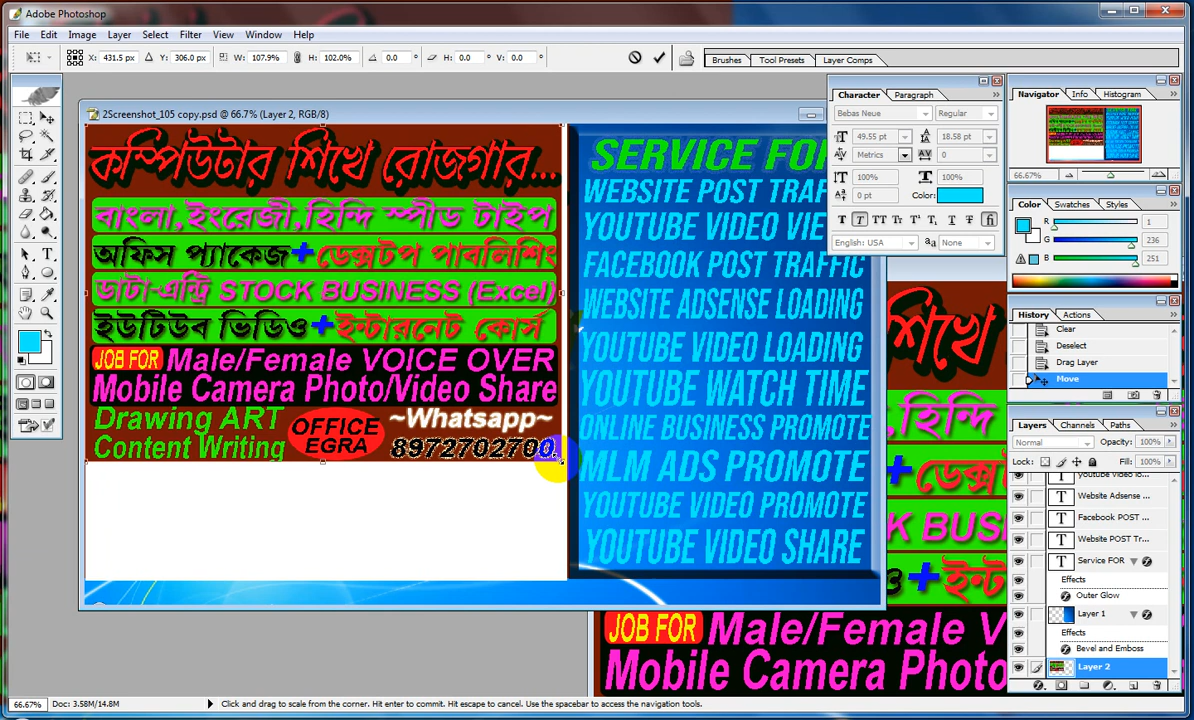 Adobe Photoshop
File Edit Image Layer Select Filter View Window Help
X: 431.5 px Y: 306.0 px W: 107.9% H: 102.0% 0.0 ° H: 0.0 ° V: 0.0 °
Brushes Tool Presets Layer Comps
2Screenshot_105 copy.psd @ 66.7% (Layer 2, RGB/8)
কম্পিউটার শিখে রোজগার...
বাংলা,ইংরেজী,হিন্দি স্পীড টাইপ
অফিস প্যাকেজ+ডেক্সটপ পাবলিশিং
ডাটা-এন্ট্রি STOCK BUSINESS (Excel)
ইউটিউব ভিডিও+ইন্টারনেট কোর্স
JOB FOR Male/Female VOICE OVER
Mobile Camera Photo/Video Share
Drawing ART
Content Writing
OFFICE
EGRA
~Whatsapp~
8972702700
SERVICE FO
WEBSITE POST TRAF
YOUTUBE VIDEO VIE
FACEBOOK POST TRAFFIC
WEBSITE ADSENSE LOADING
YOUTUBE VIDEO LOADING
YOUTUBE WATCH TIME
ONLINE BUSINESS PROMOTE
MLM ADS PROMOTE
YOUTUBE VIDEO PROMOTE
YOUTUBE VIDEO SHARE
শিখে
,হিন্দি
+ডেক্সট
K BUSI
ও+ইন্ট
JOB FOR Male/Female V
Mobile Camera Photo
Character Paragraph
Bebas Neue Regular
49.55 pt 18.58 pt
Metrics 0
100% 100%
0 pt Color:
T T TT Tr T¹ T, T T fi
English: USA aa None
Navigator Info Histogram
66.67%
Color Swatches Styles
R 1
G 236
B 251
History Actions
Clear
Deselect
Drag Layer
Move
Layers Channels Paths
Normal Opacity: 100%
Lock: Fill: 100%
Youtube Video lo...
Website Adsense ...
Facebook POST ...
Website POST Tr...
Service FOR
Effects
Outer Glow
Layer 1
Effects
Bevel and Emboss
Layer 2
66.67% Doc: 3.58M/14.8M Click and drag to scale from the corner. Hit enter to commit. Hit escape to cancel. Use the spacebar to access the navigation tools.